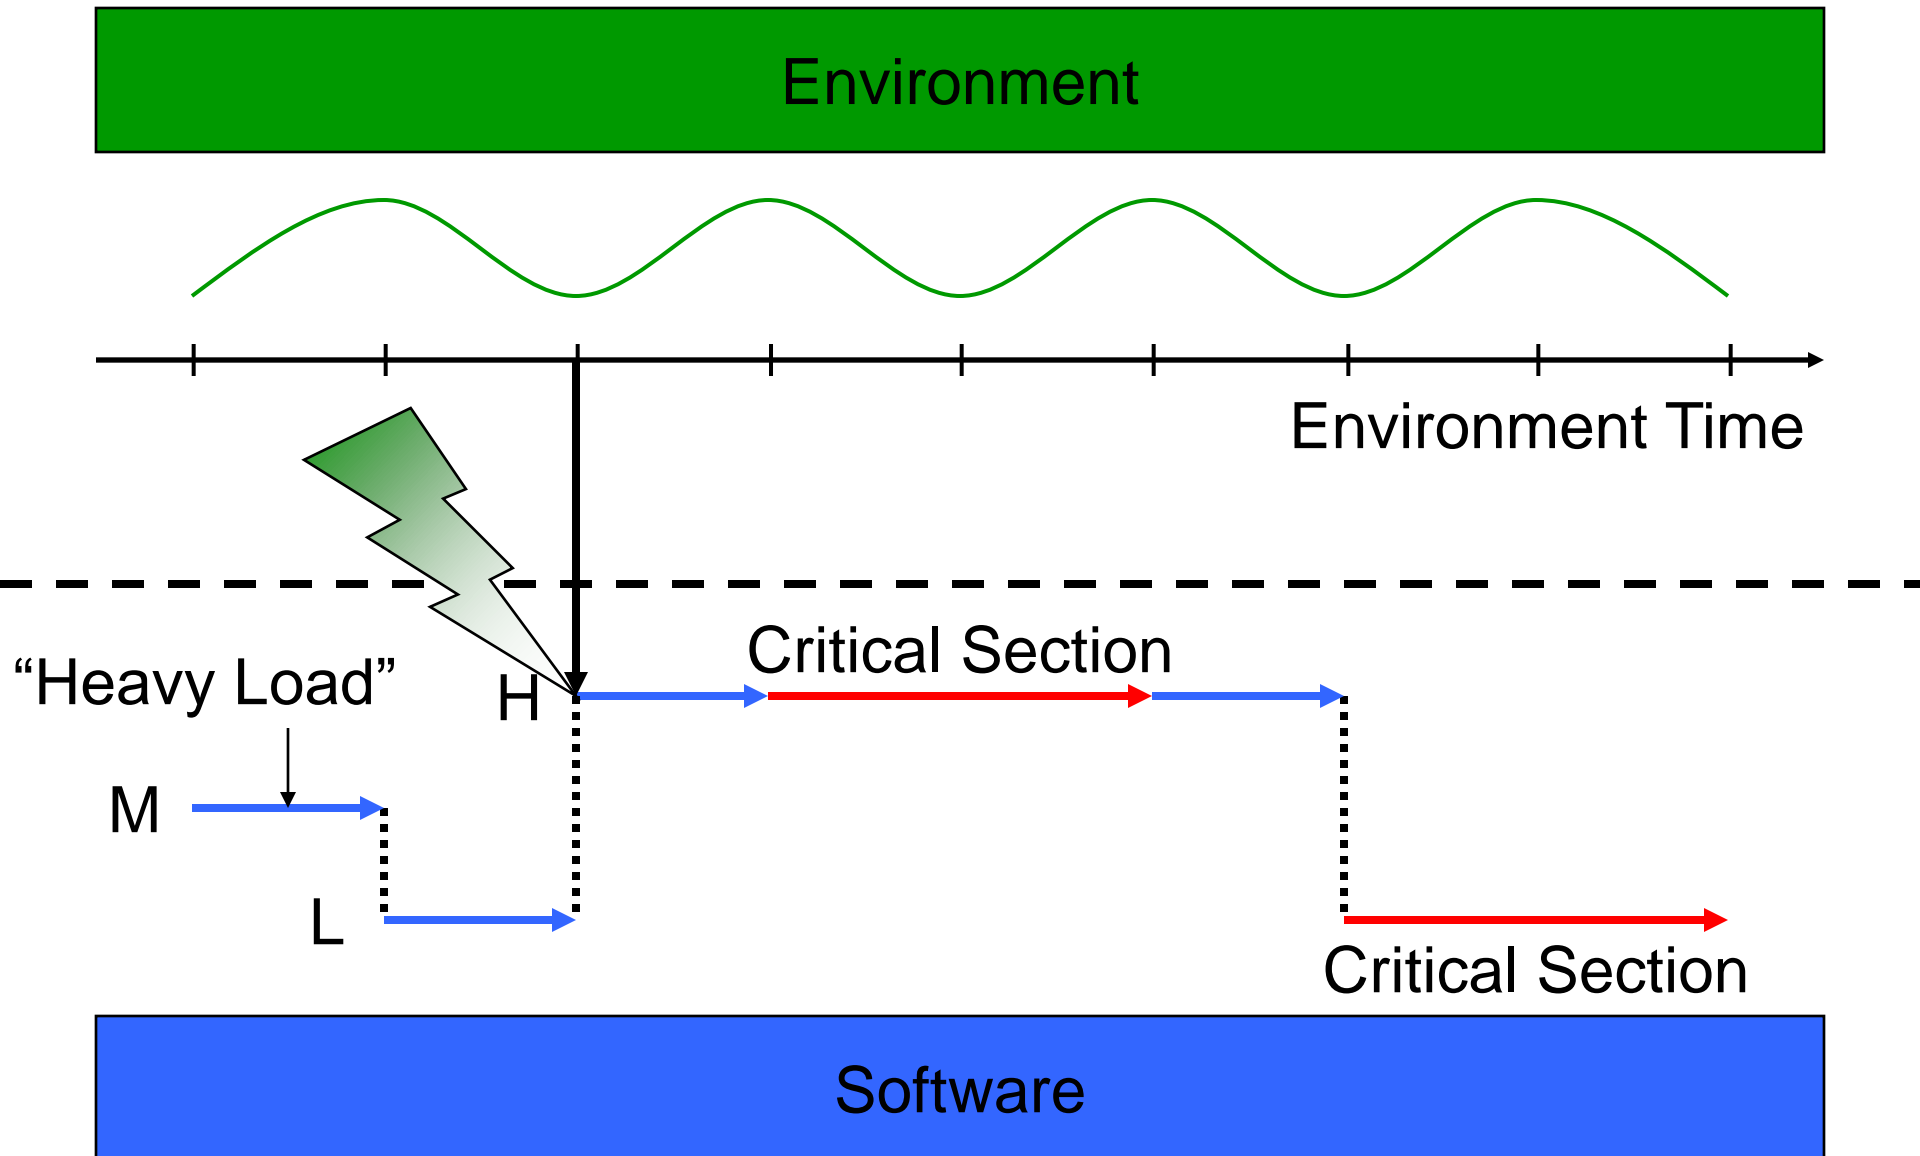 Environment
Environment Time
Critical Section
“Heavy Load”
H
M
L
Critical Section
Software